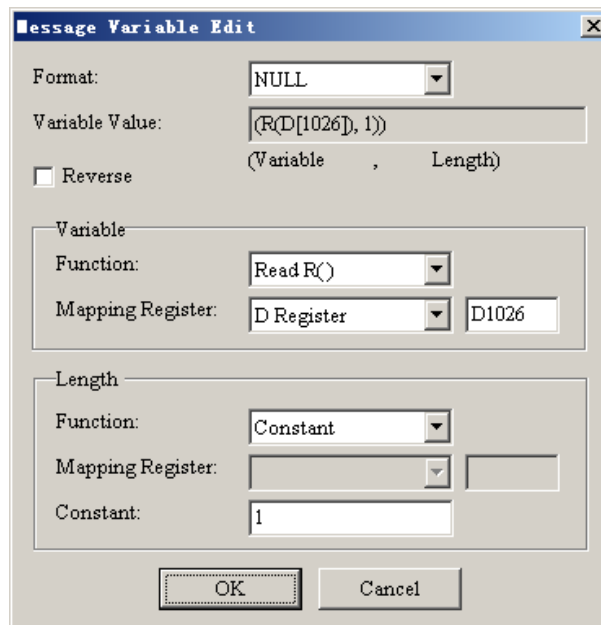 Message Variable Edit
Format: NULL
Variable Value: (R(D[1026]), 1))
(Variable , Length)
Reverse
Variable
Function: Read R()
Mapping Register: D Register D1026
Length
Function: Constant
Mapping Register:
Constant: 1
OK Cancel